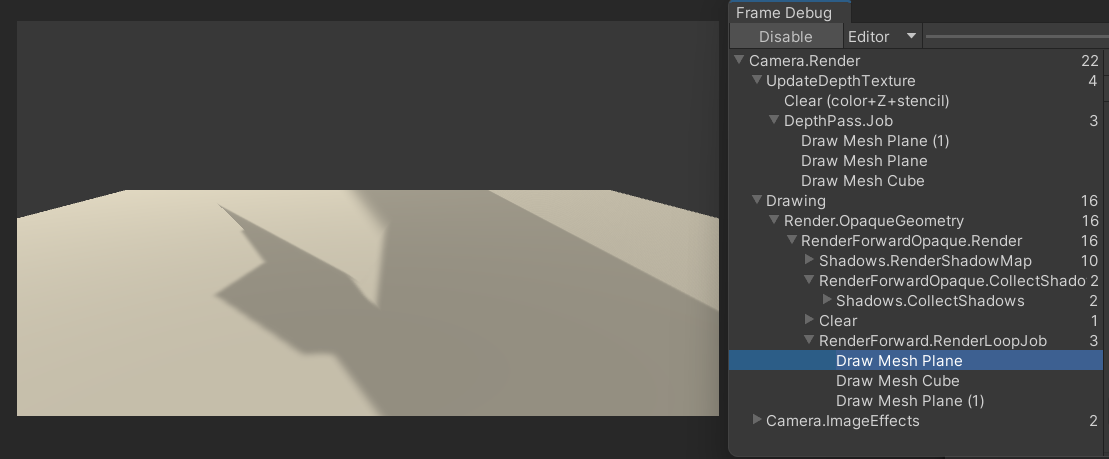 Frame Debug
Disable Editor
Camera.Render 22
UpdateDepthTexture 4
Clear (color+Z+stencil)
DepthPass.Job 3
Draw Mesh Plane (1)
Draw Mesh Plane
Draw Mesh Cube
Drawing 16
Render.OpaqueGeometry 16
RenderForwardOpaque.Render 16
Shadows.RenderShadowMap 10
RenderForwardOpaque.CollectShado 2
Shadows.CollectShadows 2
Clear 1
RenderForward.RenderLoopJob 3
Draw Mesh Plane
Draw Mesh Cube
Draw Mesh Plane (1)
Camera.ImageEffects 2